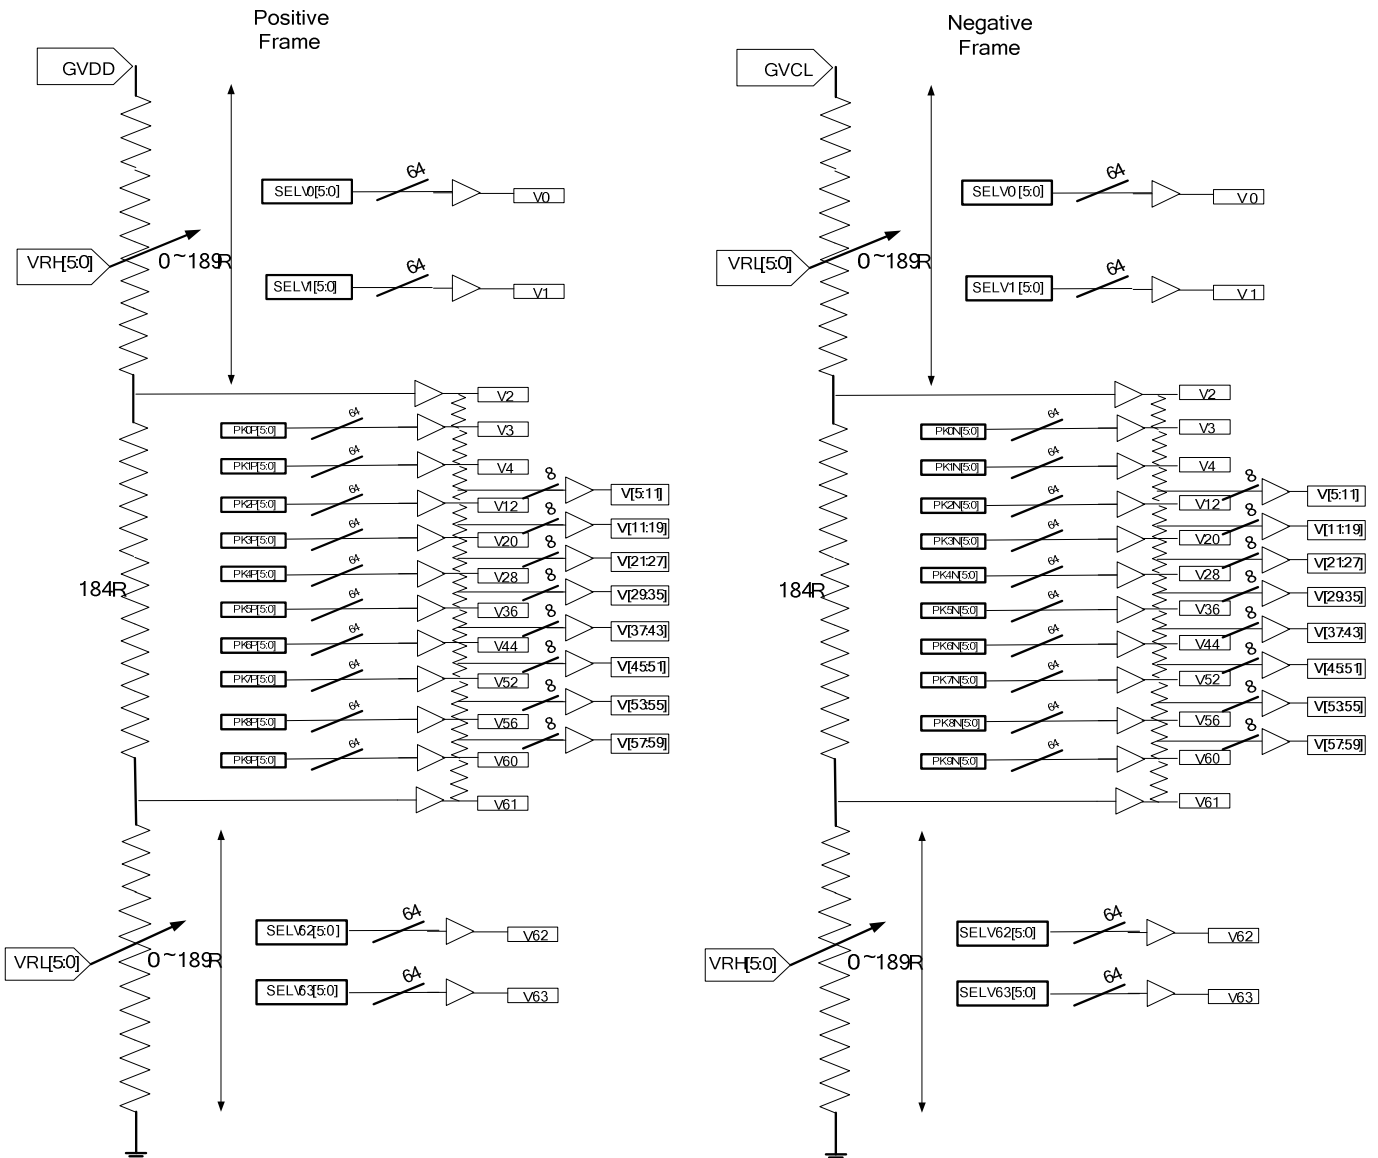 Positive
Frame
GVDD
SELV0[5:0]
64
V0
VRH[5:0]
0~189R
SELV1[5:0]
64
V1
V2
PK0P[5:0]
64
V3
PK1P[5:0]
64
V4
8
V[5:11]
PK2P[5:0]
64
V12
8
V[11:19]
PK3P[5:0]
64
V20
8
V[21:27]
PK4P[5:0]
64
V28
8
V[29:35]
184R
PK5P[5:0]
64
V36
8
V[37:43]
PK6P[5:0]
64
V44
8
V[45:51]
PK7P[5:0]
64
V52
8
V[53:55]
PK8P[5:0]
64
V56
8
V[57:59]
PK9P[5:0]
64
V60
V61
SELV62[5:0]
64
V62
VRL[5:0]
0~189R
SELV63[5:0]
64
V63
Negative
Frame
GVCL
SELV0[5:0]
64
V0
VRL[5:0]
0~189R
SELV1[5:0]
64
V1
V2
PK0N[5:0]
64
V3
PK1N[5:0]
64
V4
8
V[5:11]
PK2N[5:0]
64
V12
8
V[11:19]
PK3N[5:0]
64
V20
8
V[21:27]
PK4N[5:0]
64
V28
8
V[29:35]
184R
PK5N[5:0]
64
V36
8
V[37:43]
PK6N[5:0]
64
V44
8
V[45:51]
PK7N[5:0]
64
V52
8
V[53:55]
PK8N[5:0]
64
V56
8
V[57:59]
PK9N[5:0]
64
V60
V61
SELV62[5:0]
64
V62
VRH[5:0]
0~189R
SELV63[5:0]
64
V63